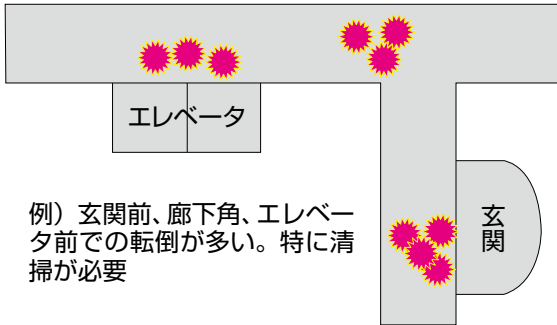 エレベータ
玄関
例）玄関前、廊下角、エレベー
タ前での転倒が多い。特に清
掃が必要